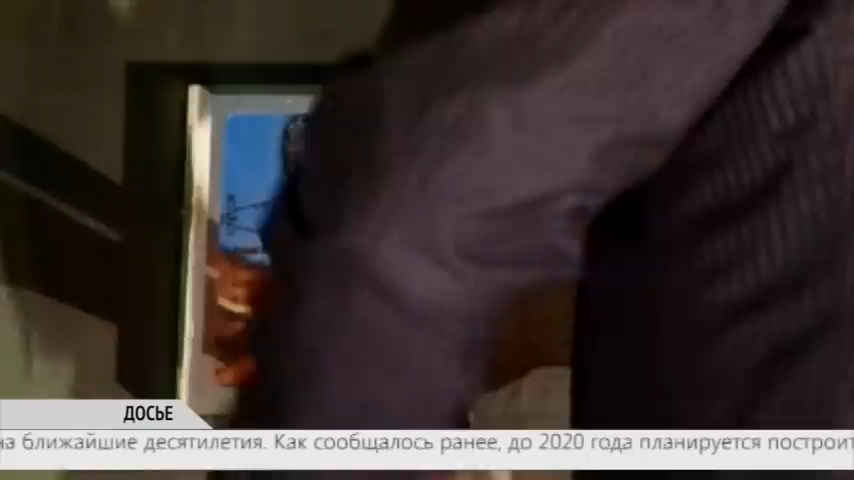 ДОСЬЕ
на ближайшие десятилетия. Как сообщалось ранее, до 2020 года планируется построит